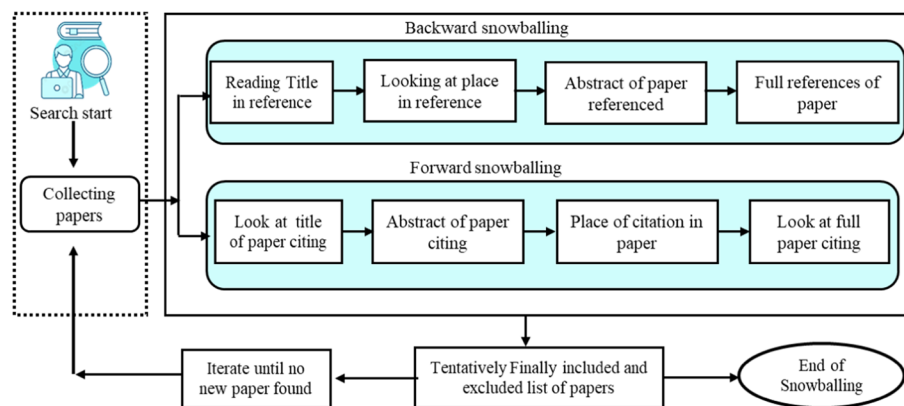 Search start
Collecting
papers
Backward snowballing
Reading Title
in reference
Looking at place
in reference
Abstract of paper
referenced
Full references of
paper
Forward snowballing
Look at title
of paper citing
Abstract of paper
citing
Place of citation in
paper
Look at full
paper citing
Iterate until no
new paper found
Tentatively Finally included and
excluded list of papers
End of
Snowballing